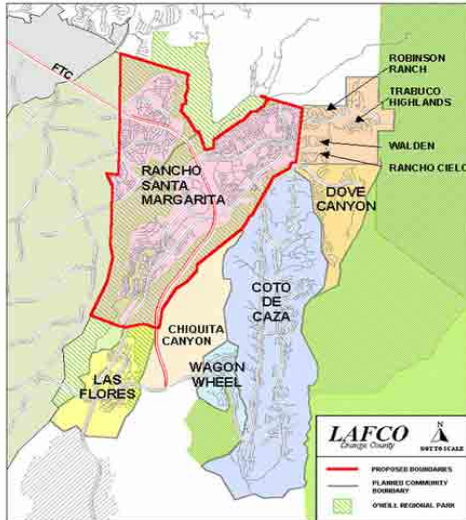 FTC
ROBINSON
RANCH
TRABUCO
HIGHLANDS
WALDEN
RANCHO CIELO
RANCHO
SANTA
MARGARITA
DOVE
CANYON
COTO
DE
CAZA
CHIQUITA
CANYON
WAGON
WHEEL
LAS
FLORES
LAFCO
Orange County
N
NOT TO SCALE
PROPOSED BOUNDARIES
PLANNED COMMUNITY
BOUNDARY
O'NEILL REGIONAL PARK